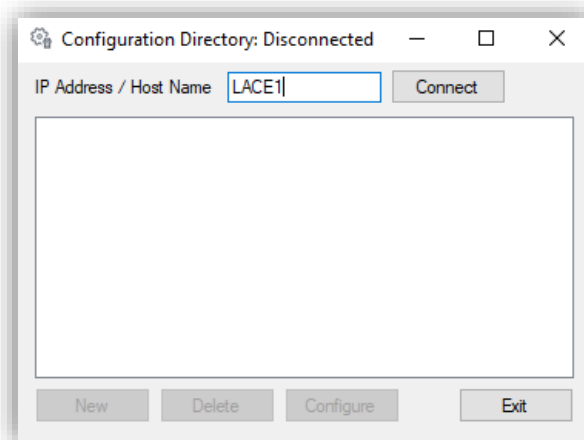 Configuration Directory: Disconnected
IP Address / Host Name LACE1 Connect
New Delete Configure Exit